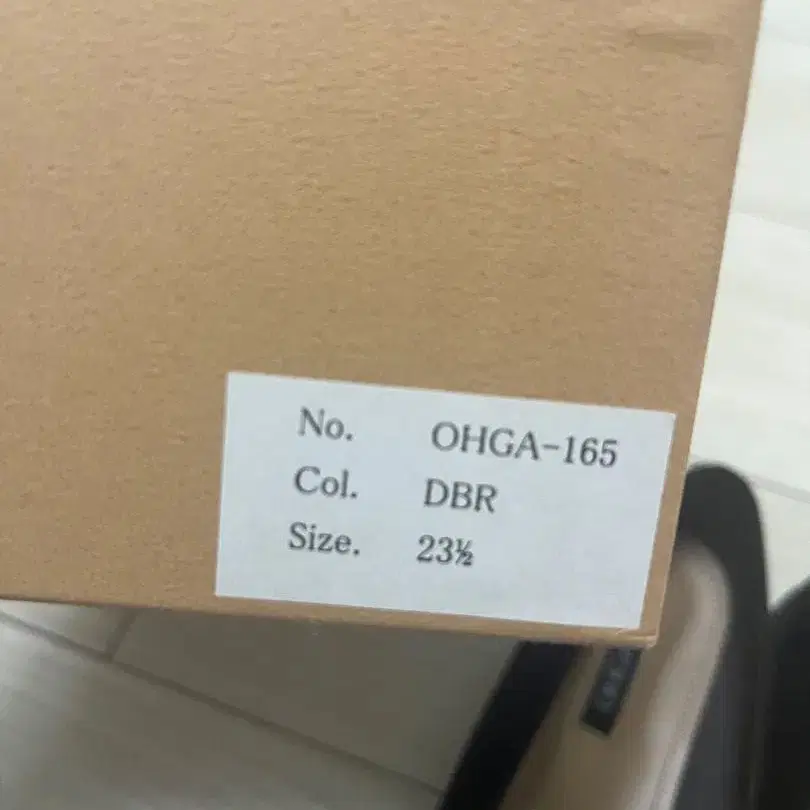 No. OHGA-165
Col. DBR
Size. 23½